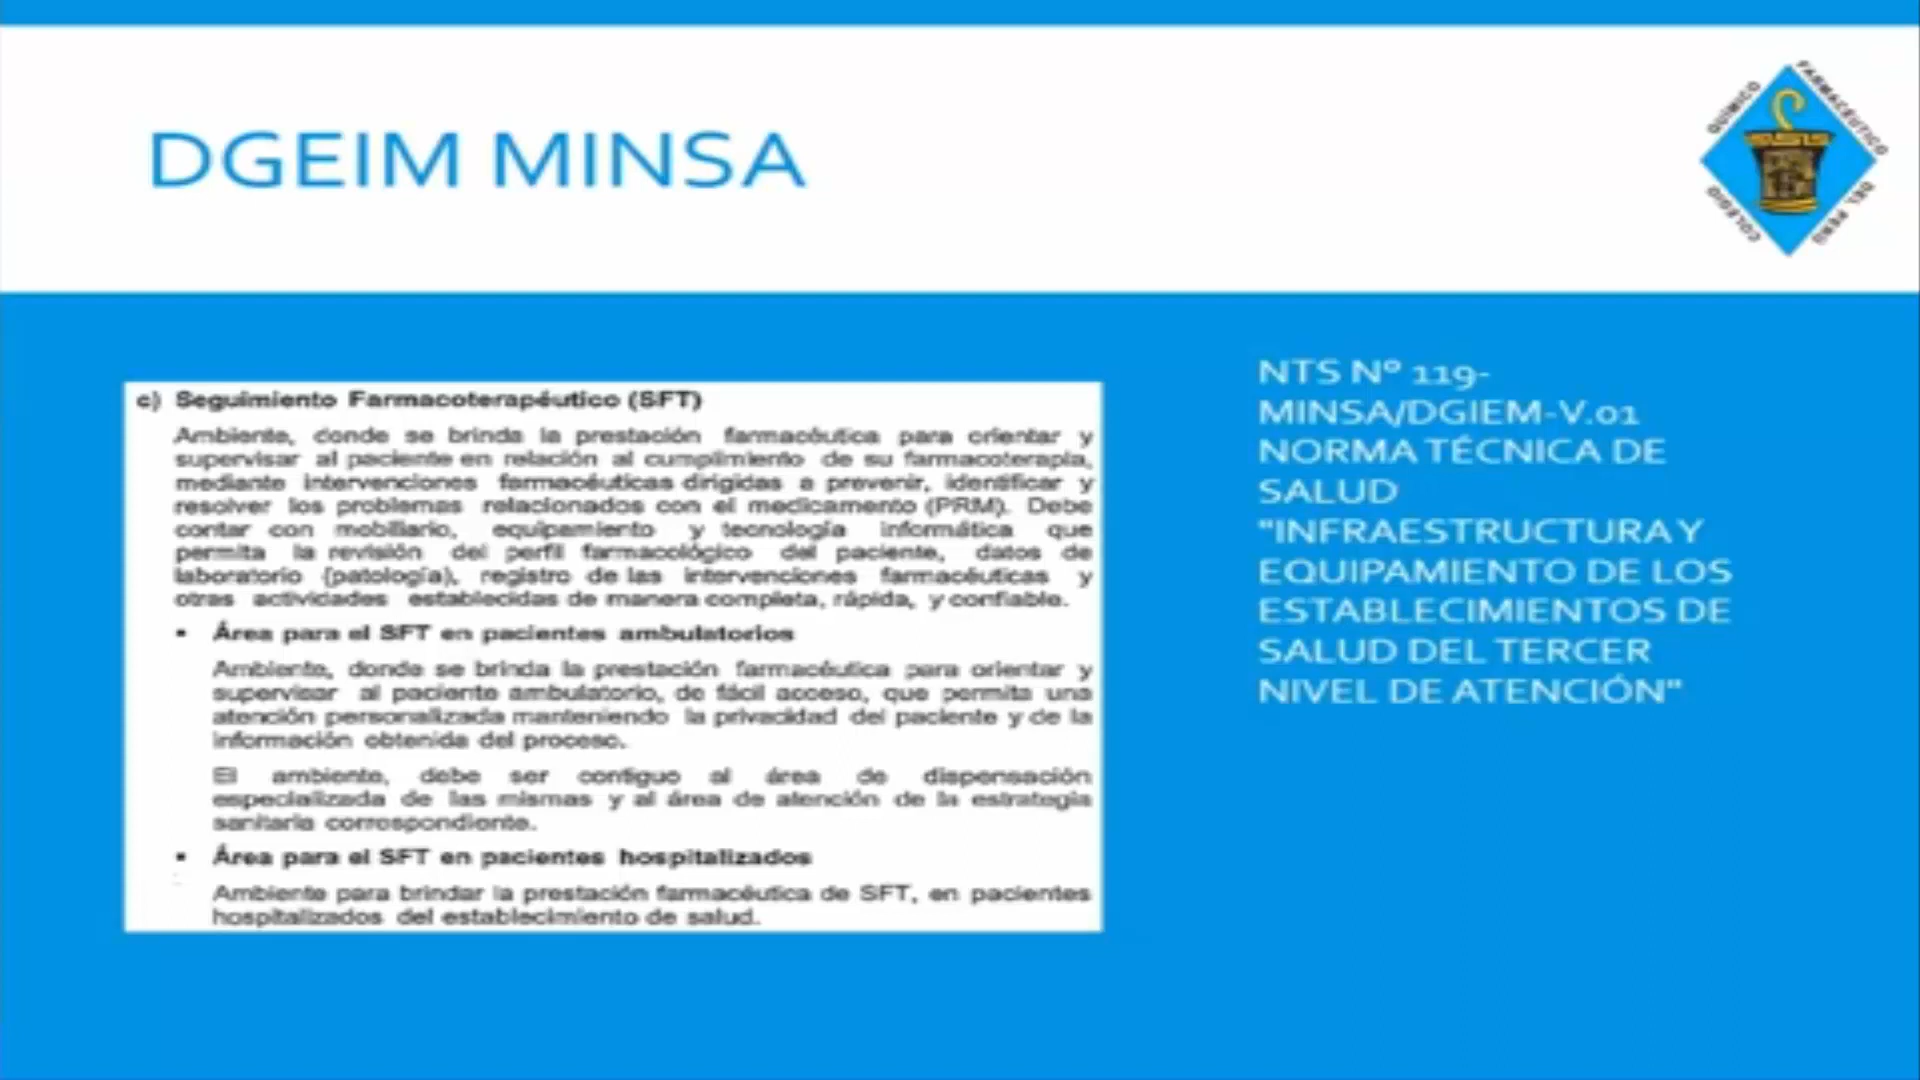 DGEIM MINSA
QUIMICO
FARMACEUTICO
COLEGIO
DEL PERU
c) Seguimiento Farmacoterapéutico (SFT)
Ambiente, donde se brinda la prestación farmacéutica para orientar y
supervisar al paciente en relación al cumplimiento de su farmacoterapia,
mediante intervenciones farmacéuticas dirigidas a prevenir, identificar y
resolver los problemas relacionados con el medicamento (PRM). Debe
contar con mobiliario, equipamiento y tecnología informática que
permita la revisión del perfil farmacológico del paciente, datos de
laboratorio (patología), registro de las intervenciones farmacéuticas y
otras actividades establecidas de manera completa, rápida, y confiable.
• Área para el SFT en pacientes ambulatorios
Ambiente, donde se brinda la prestación farmacéutica para orientar y
supervisar al paciente ambulatorio, de fácil acceso, que permita una
atención personalizada manteniendo la privacidad del paciente y de la
información obtenida del proceso.
El ambiente, debe ser contiguo al área de dispensación
especializada de las mismas y al área de atención de la estrategia
sanitaria correspondiente.
• Área para el SFT en pacientes hospitalizados
Ambiente para brindar la prestación farmacéutica de SFT, en pacientes
hospitalizados del establecimiento de salud.
NTS Nº 119-
MINSA/DGIEM-V.01
NORMA TÉCNICA DE
SALUD
"INFRAESTRUCTURA Y
EQUIPAMIENTO DE LOS
ESTABLECIMIENTOS DE
SALUD DEL TERCER
NIVEL DE ATENCIÓN"